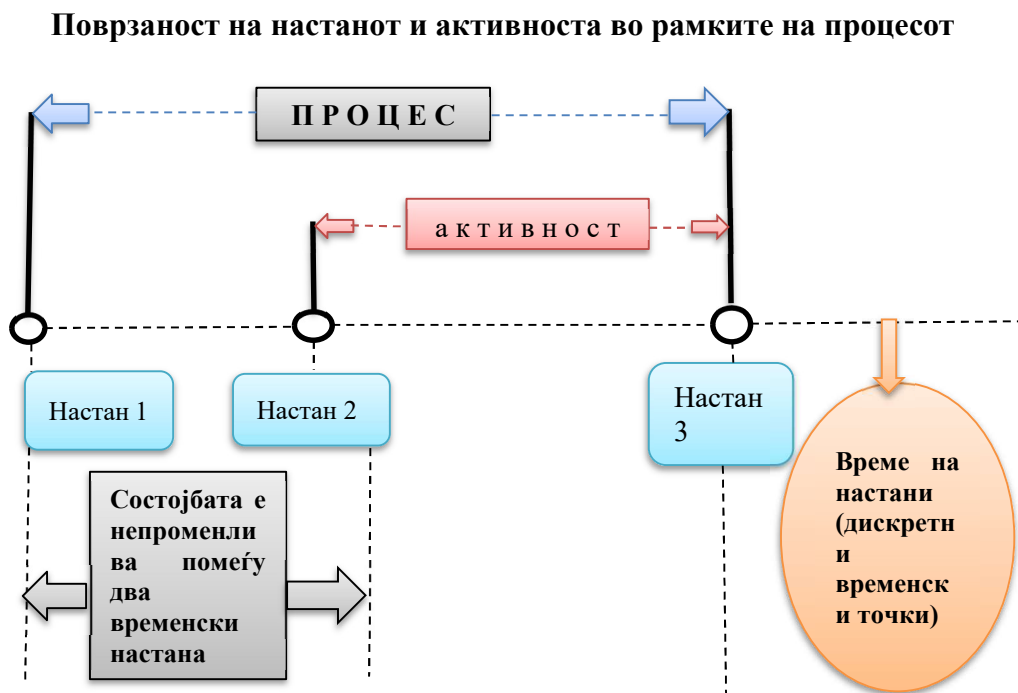 Поврзаност на настанот и активноста во рамките на процесот
П Р О Ц Е С
а к т и в н о с т
Настан 1
Настан 2
Настан
3
Состојбата е
непроменли
ва помеѓу
два
временски
настана
Време на
настани
(дискретн
и
временск
и точки)